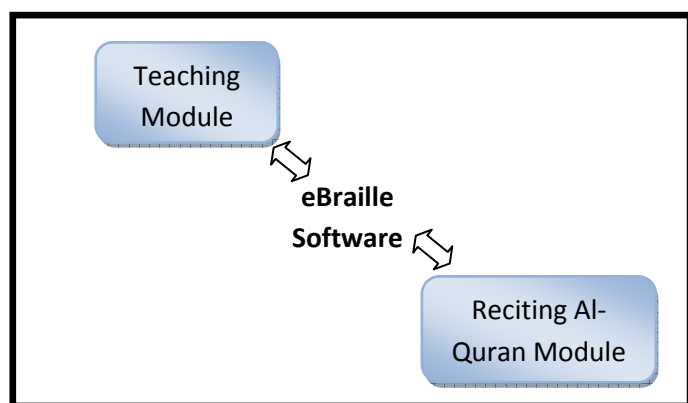 Teaching
Module
eBraille
Software
Reciting Al-
Quran Module